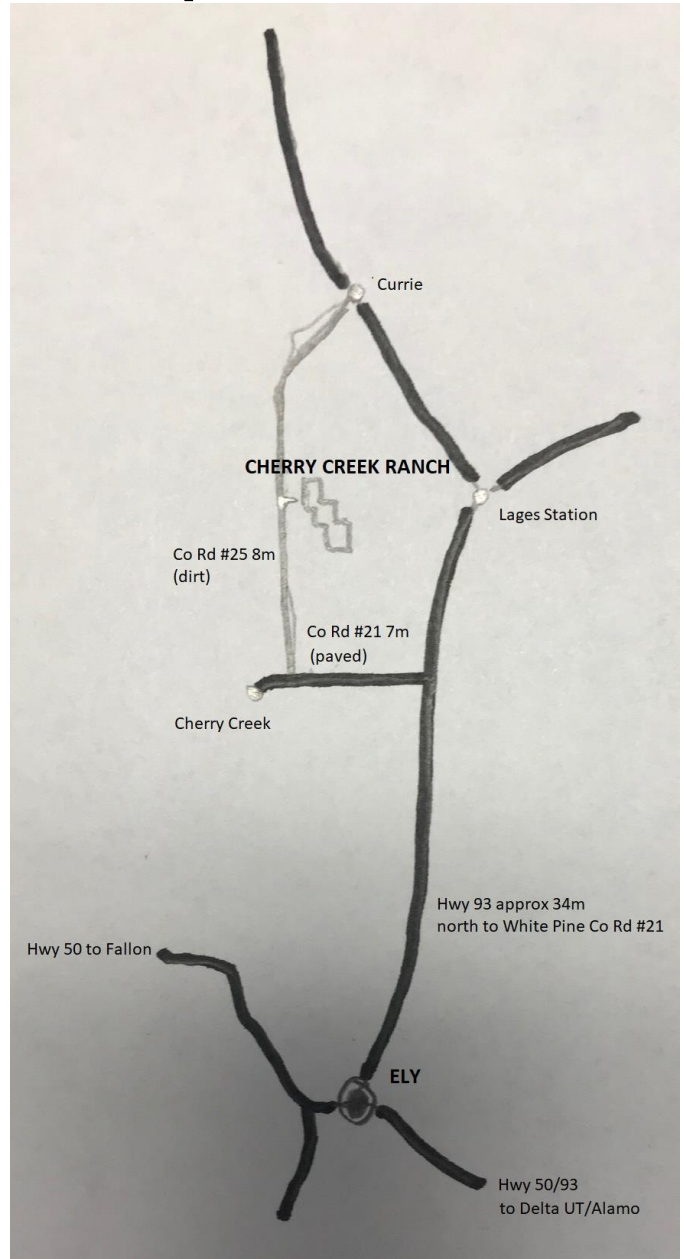 Currie
CHERRY CREEK RANCH
Lages Station
Co Rd #25 8m
(dirt)
Co Rd #21 7m
(paved)
Cherry Creek
Hwy 93 approx 34m
north to White Pine Co Rd #21
Hwy 50 to Fallon
ELY
Hwy 50/93
to Delta UT/Alamo